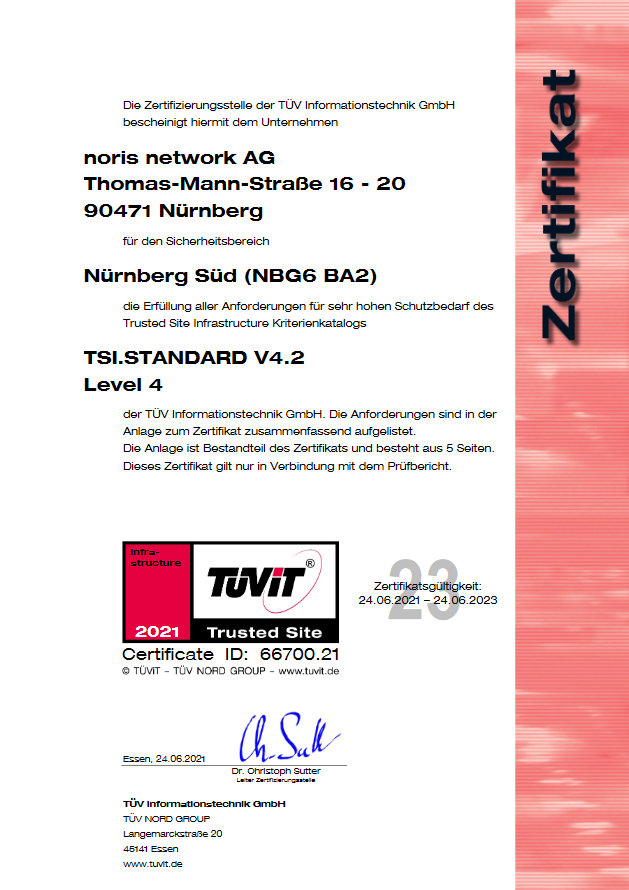 Zertifikat
Die Zertifizierungsstelle der TÜV Informationstechnik GmbH
bescheinigt hiermit dem Unternehmen
noris network AG
Thomas-Mann-Straße 16 - 20
90471 Nürnberg
für den Sicherheitsbereich
Nürnberg Süd (NBG6 BA2)
die Erfüllung aller Anforderungen für sehr hohen Schutzbedarf des
Trusted Site Infrastructure Kriterienkatalogs
TSI.STANDARD V4.2
Level 4
der TÜV Informationstechnik GmbH. Die Anforderungen sind in der
Anlage zum Zertifikat zusammenfassend aufgelistet.
Die Anlage ist Bestandteil des Zertifikats und besteht aus 5 Seiten.
Dieses Zertifikat gilt nur in Verbindung mit dem Prüfbericht.
Infra-
structure
2021
TÜViT®
Trusted Site
Certificate ID: 66700.21
© TÜViT - TÜV NORD GROUP - www.tuvit.de
23
Zertifikatsgültigkeit:
24.06.2021 – 24.06.2023
Ch. Sutt
Essen, 24.06.2021
Dr. Christoph Sutter
Leiter Zertifizierungsstelle
TÜV Informationstechnik GmbH
TÜV NORD GROUP
Langemarckstraße 20
45141 Essen
www.tuvit.de